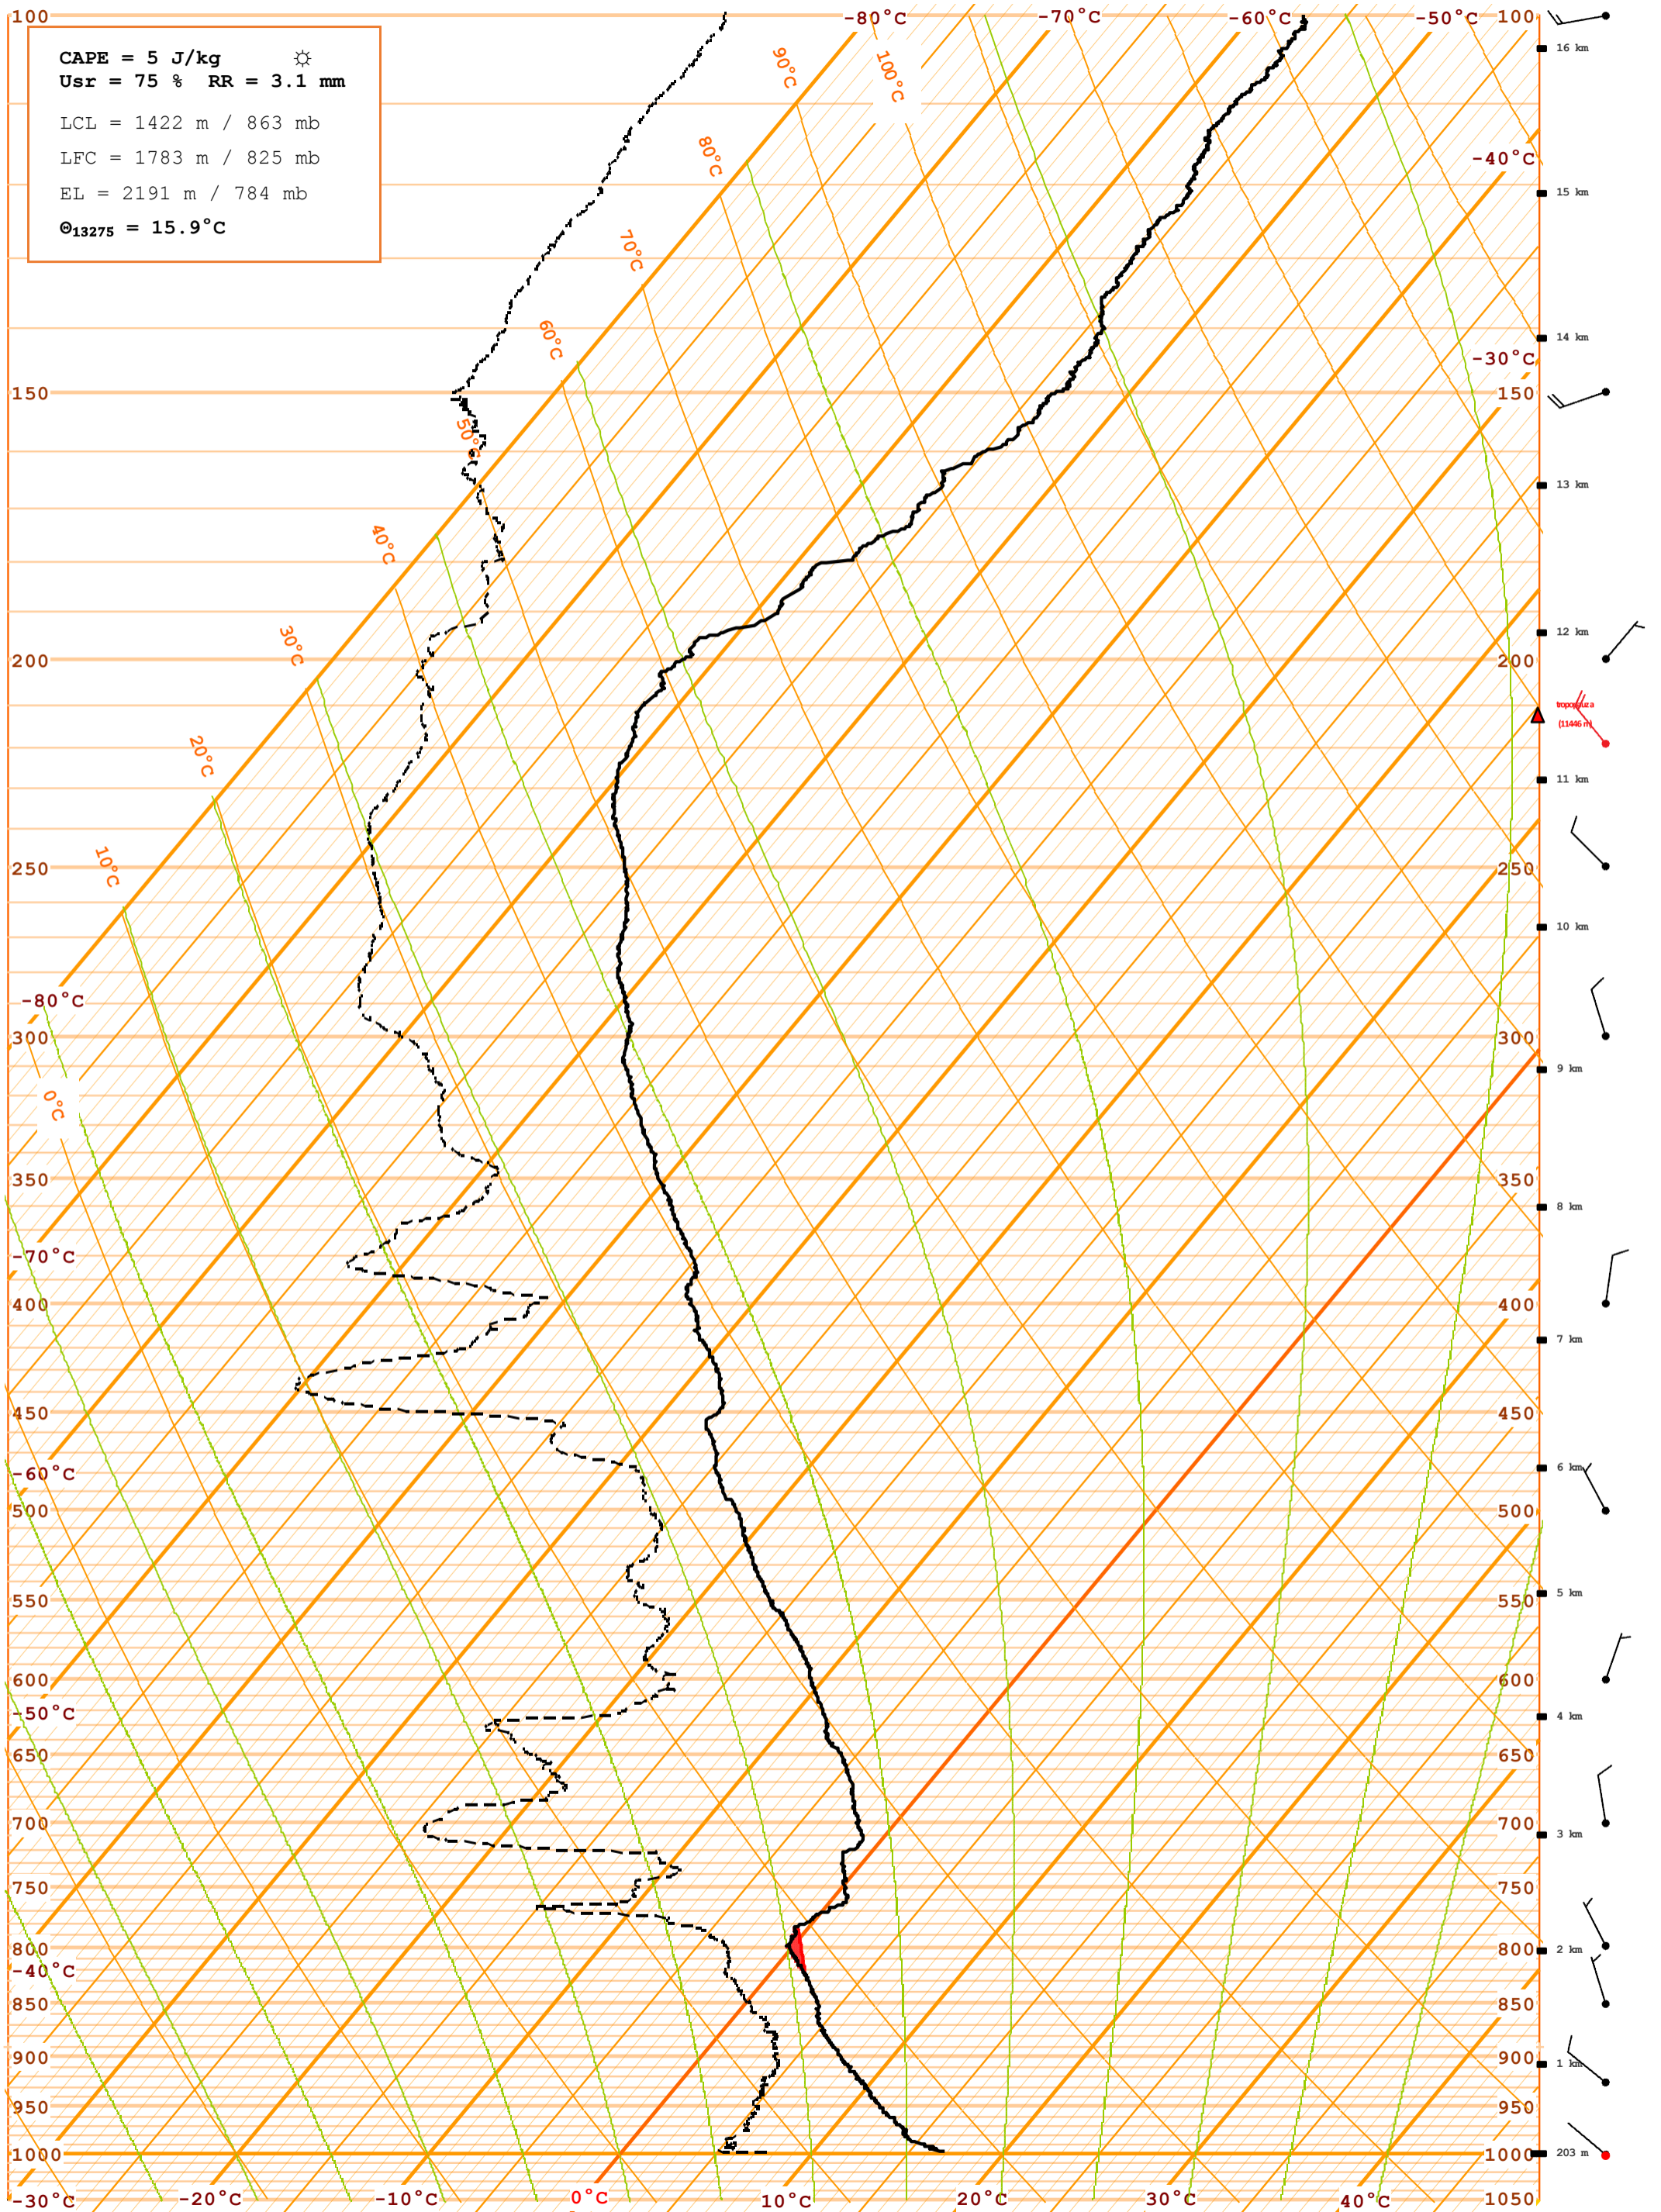 100 -80°C -70°C -60°C -50°C 100
16 km
CAPE = 5 J/kg ☼
Usr = 75 % RR = 3.1 mm
LCL = 1422 m / 863 mb
LFC = 1783 m / 825 mb
EL = 2191 m / 784 mb
Θ13275 = 15.9°C
90°C 100°C
80°C
-40°C
15 km
70°C
60°C
14 km
-30°C
150 150
50°C
13 km
40°C
30°C
12 km
200 200
tropopauza
(11446 m)
20°C
11 km
10°C
250 250
10 km
-80°C
300 300
9 km
0°C
350 350
8 km
-70°C
400 400
7 km
450 450
6 km
-60°C
500 500
5 km
550 550
600 600
-50°C
4 km
650 650
700 700
3 km
750 750
800 800
2 km
-40°C
850 850
900 900
1 km
950 950
1000 1000
203 m
-30°C -20°C -10°C 0°C 10°C 20°C 30°C 40°C 1050